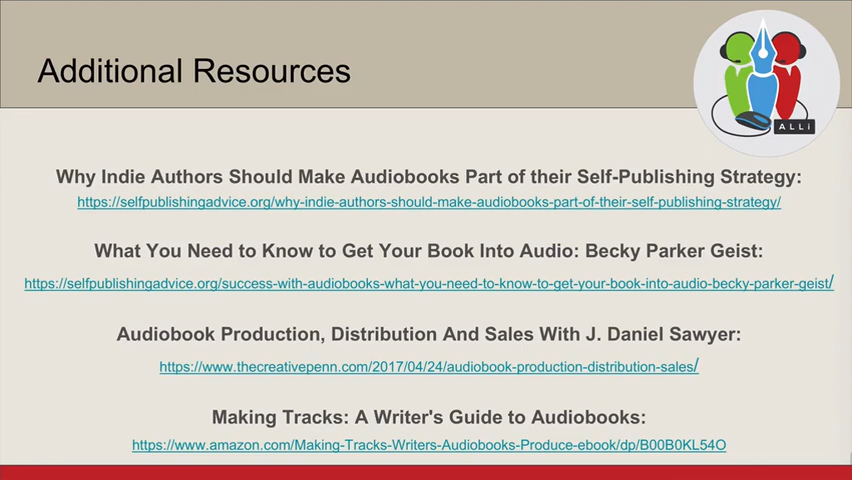 Additional Resources
ALLi
Why Indie Authors Should Make Audiobooks Part of their Self-Publishing Strategy:
https://selfpublishingadvice.org/why-indie-authors-should-make-audiobooks-part-of-their-self-publishing-strategy/
What You Need to Know to Get Your Book Into Audio: Becky Parker Geist:
https://selfpublishingadvice.org/success-with-audiobooks-what-you-need-to-know-to-get-your-book-into-audio-becky-parker-geist/
Audiobook Production, Distribution And Sales With J. Daniel Sawyer:
https://www.thecreativepenn.com/2017/04/24/audiobook-production-distribution-sales/
Making Tracks: A Writer's Guide to Audiobooks:
https://www.amazon.com/Making-Tracks-Writers-Audiobooks-Produce-ebook/dp/B00B0KL54O